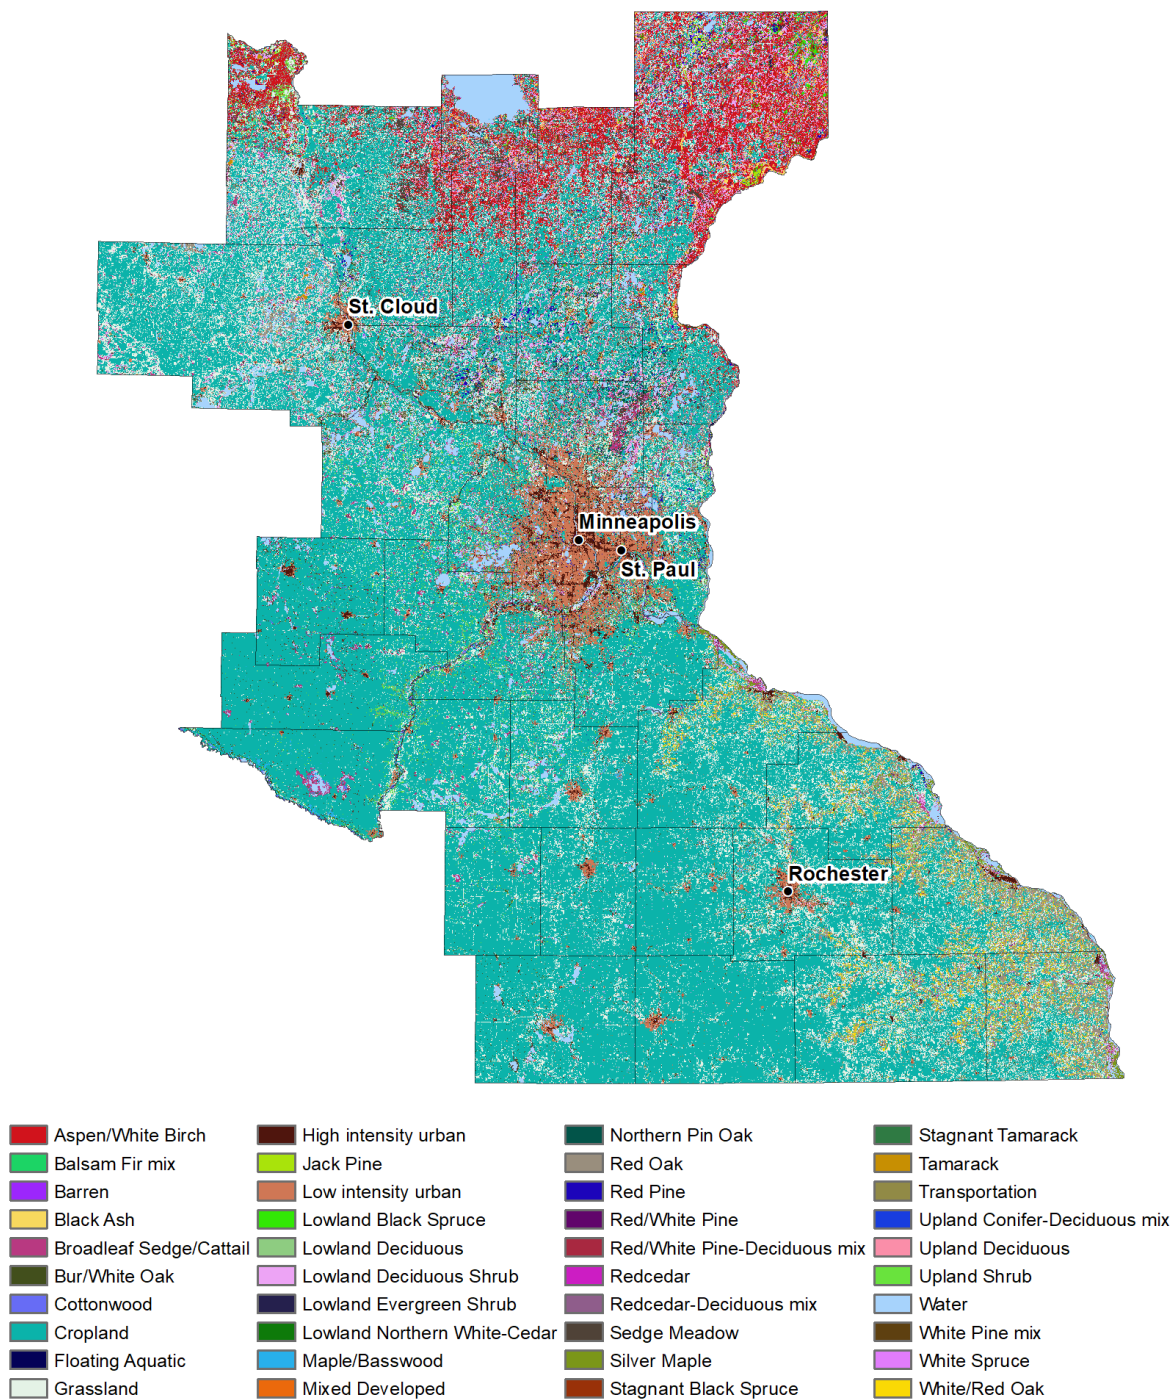 St. Cloud
Minneapolis
St. Paul
Rochester
Aspen/White Birch
Balsam Fir mix
Barren
Black Ash
Broadleaf Sedge/Cattail
Bur/White Oak
Cottonwood
Cropland
Floating Aquatic
Grassland
High intensity urban
Jack Pine
Low intensity urban
Lowland Black Spruce
Lowland Deciduous
Lowland Deciduous Shrub
Lowland Evergreen Shrub
Lowland Northern White-Cedar
Maple/Basswood
Mixed Developed
Northern Pin Oak
Red Oak
Red Pine
Red/White Pine
Red/White Pine-Deciduous mix
Redcedar
Redcedar-Deciduous mix
Sedge Meadow
Silver Maple
Stagnant Black Spruce
Stagnant Tamarack
Tamarack
Transportation
Upland Conifer-Deciduous mix
Upland Deciduous
Upland Shrub
Water
White Pine mix
White Spruce
White/Red Oak